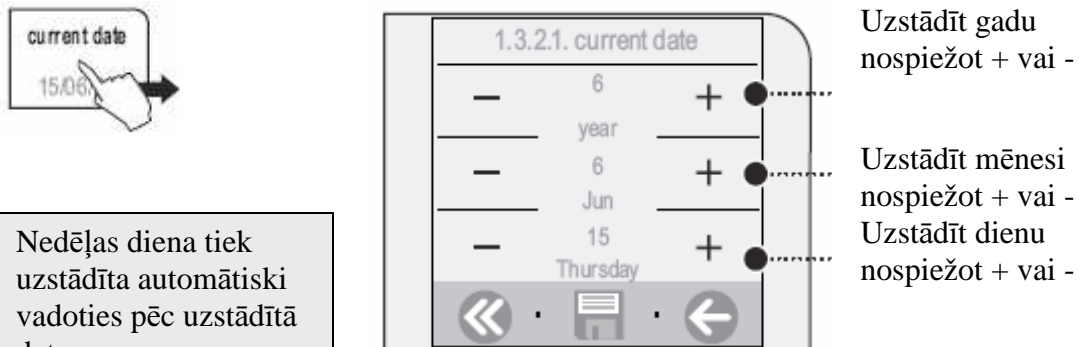 current date
15/06
1.3.2.1. current date
− 6 +
year
− 6 +
Jun
− 15 +
Thursday
Uzstādīt gadu
nospiežot + vai -
Uzstādīt mēnesi
nospiežot + vai -
Uzstādīt dienu
nospiežot + vai -
Nedēļas diena tiek
uzstādīta automātiski
vadoties pēc uzstādītā